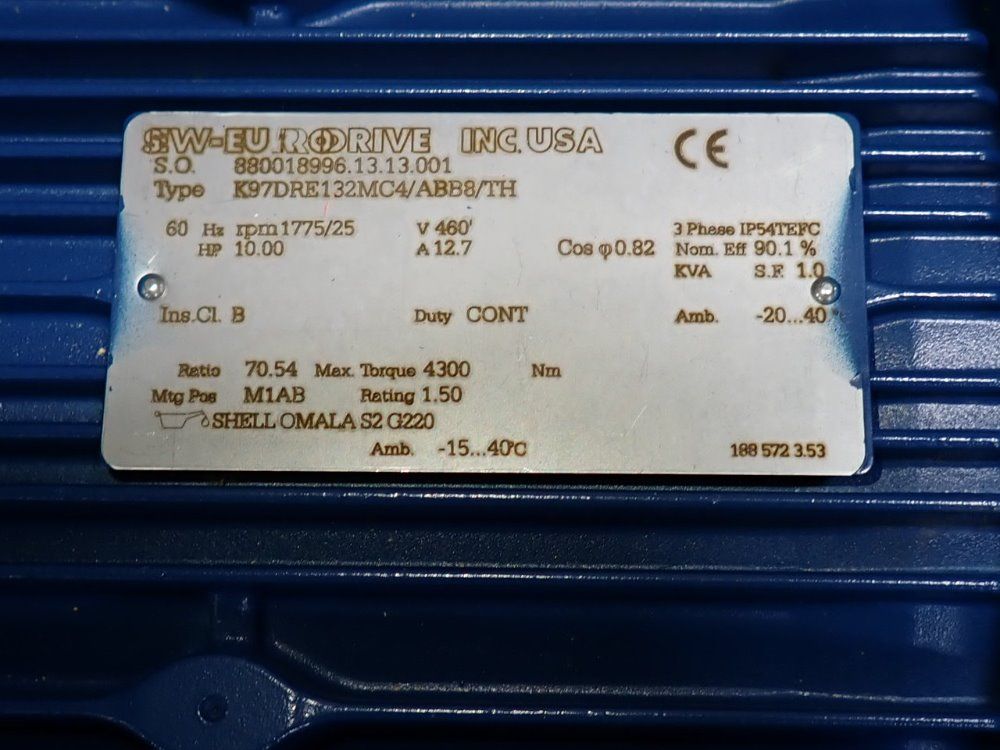 SEW-EURODRIVE INC. USA CE
S.O. 880018996.13.13.001
Type K97DRE132MC4/ABB8/TH
60 Hz rpm 1775/25 V 460' 3 Phase IP54TEFC
HP 10.00 A 12.7 Cos φ 0.82 Nom. Eff 90.1 %
KVA S.F. 1.0
Ins.Cl. B Duty CONT Amb. -20...40
Ratio 70.54 Max. Torque 4300 Nm
Mtg Pos M1AB Rating 1.50
SHELL OMALA S2 G220
Amb. -15...40°C 188 572 3.53